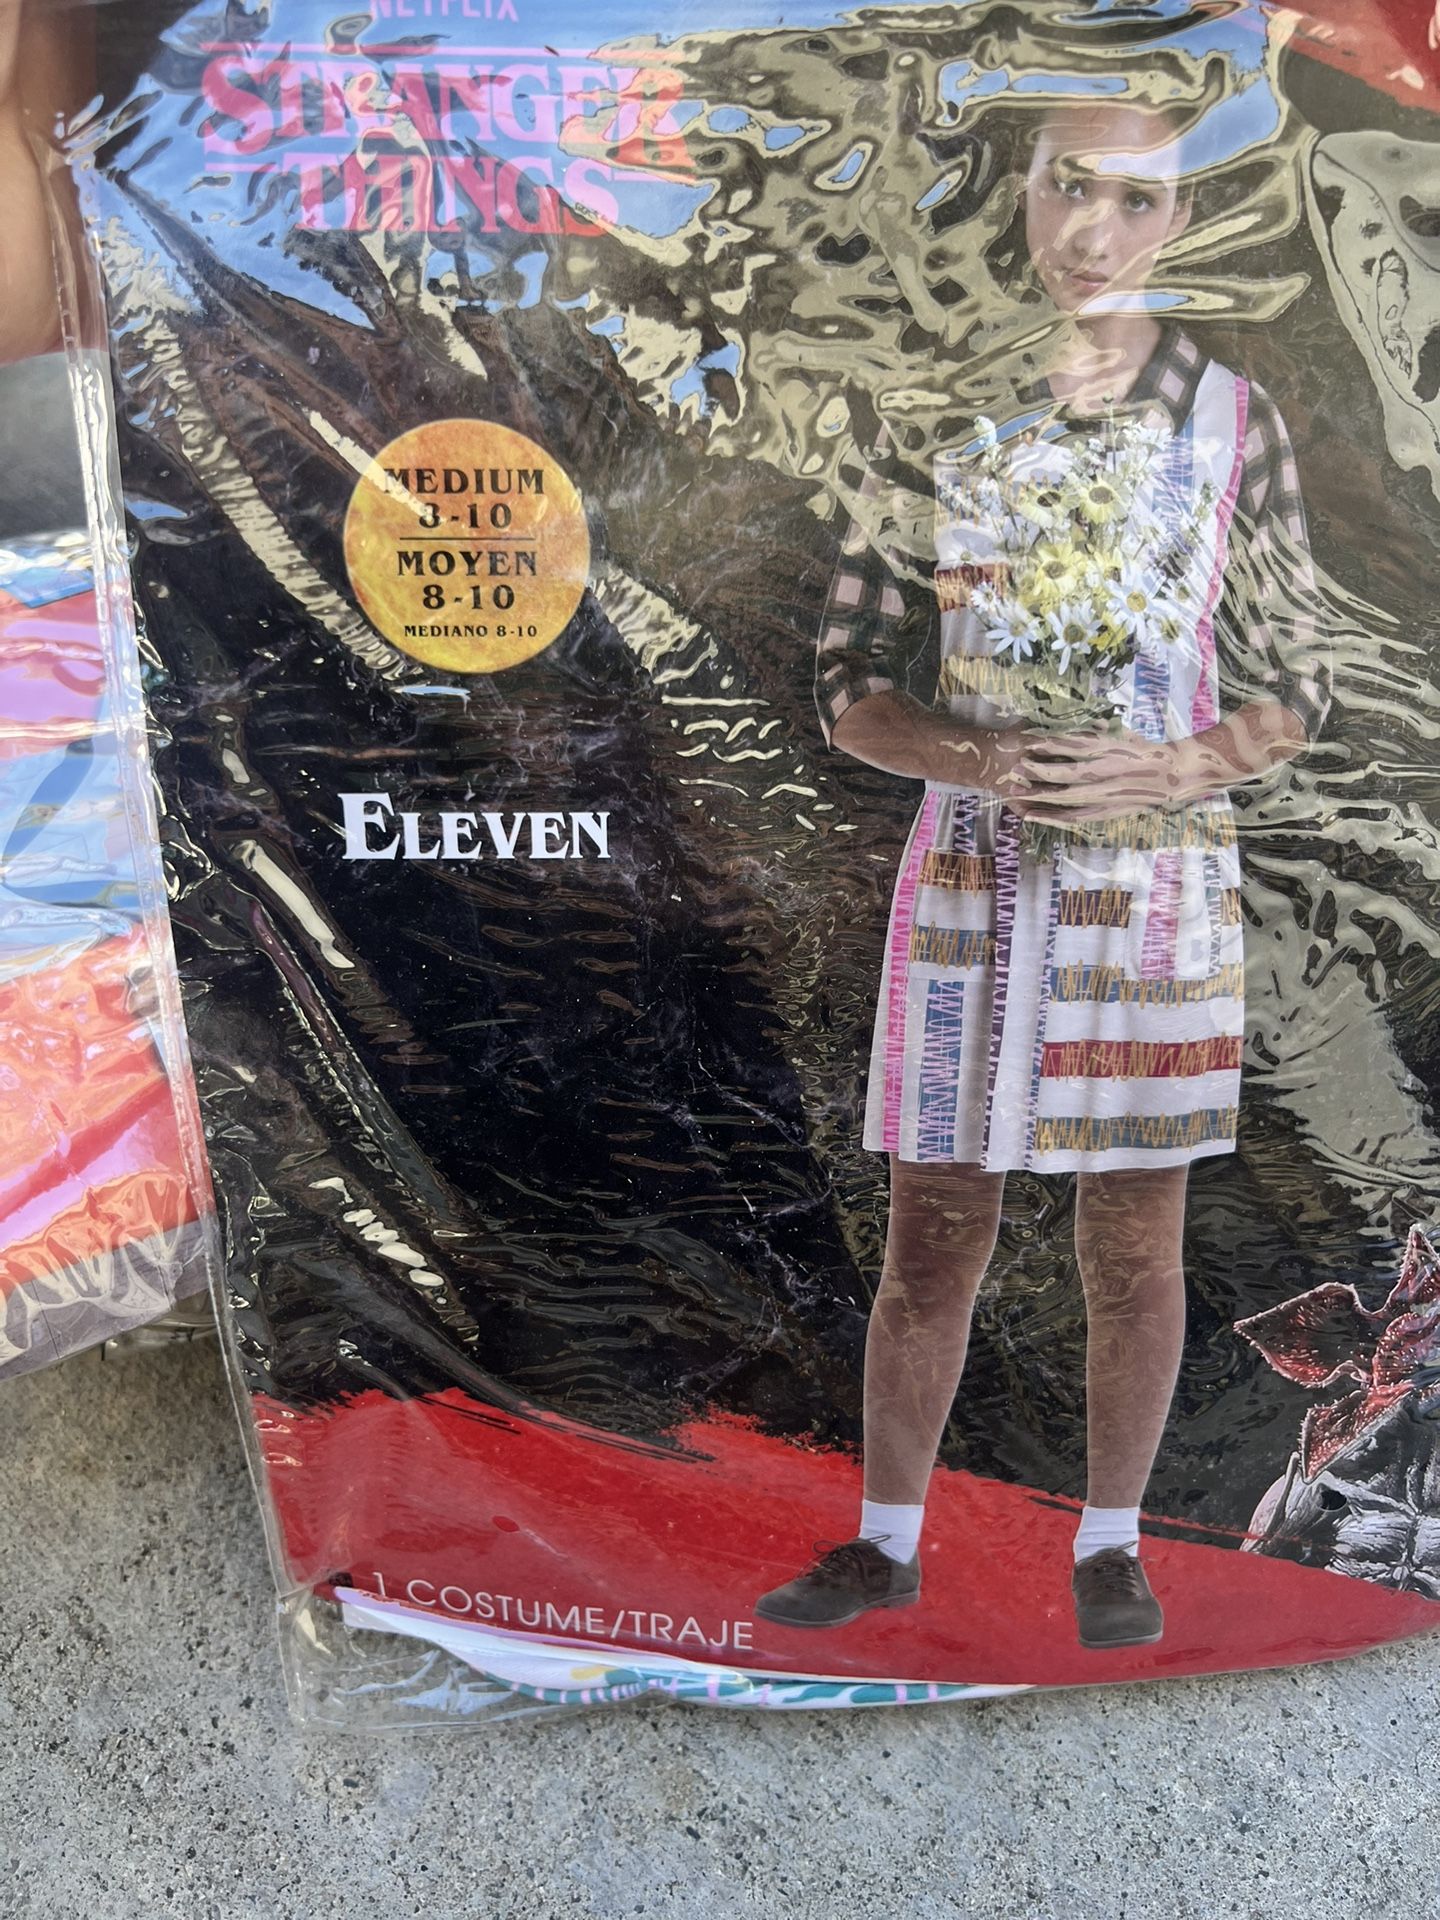 NETFLIX
STRANGER
THINGS
MEDIUM
8-10
MOYEN
8-10
MEDIANO 8-10
ELEVEN
1 COSTUME/TRAJE